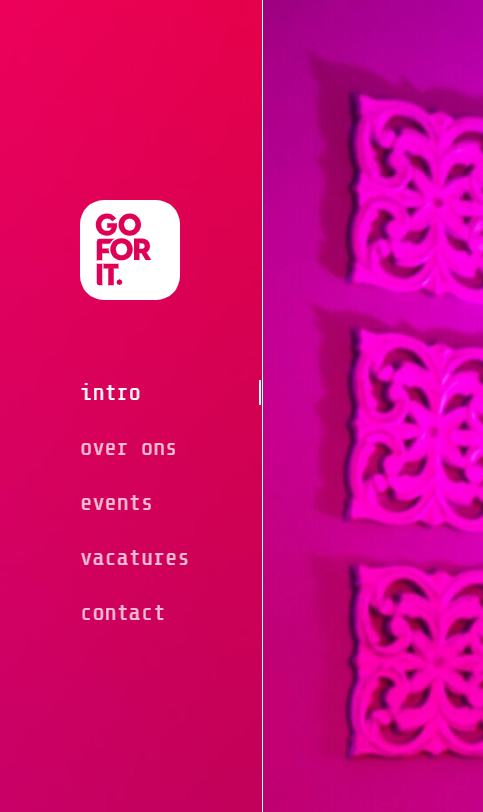 GO
FOR
IT.
intro
over ons
events
vacatures
contact